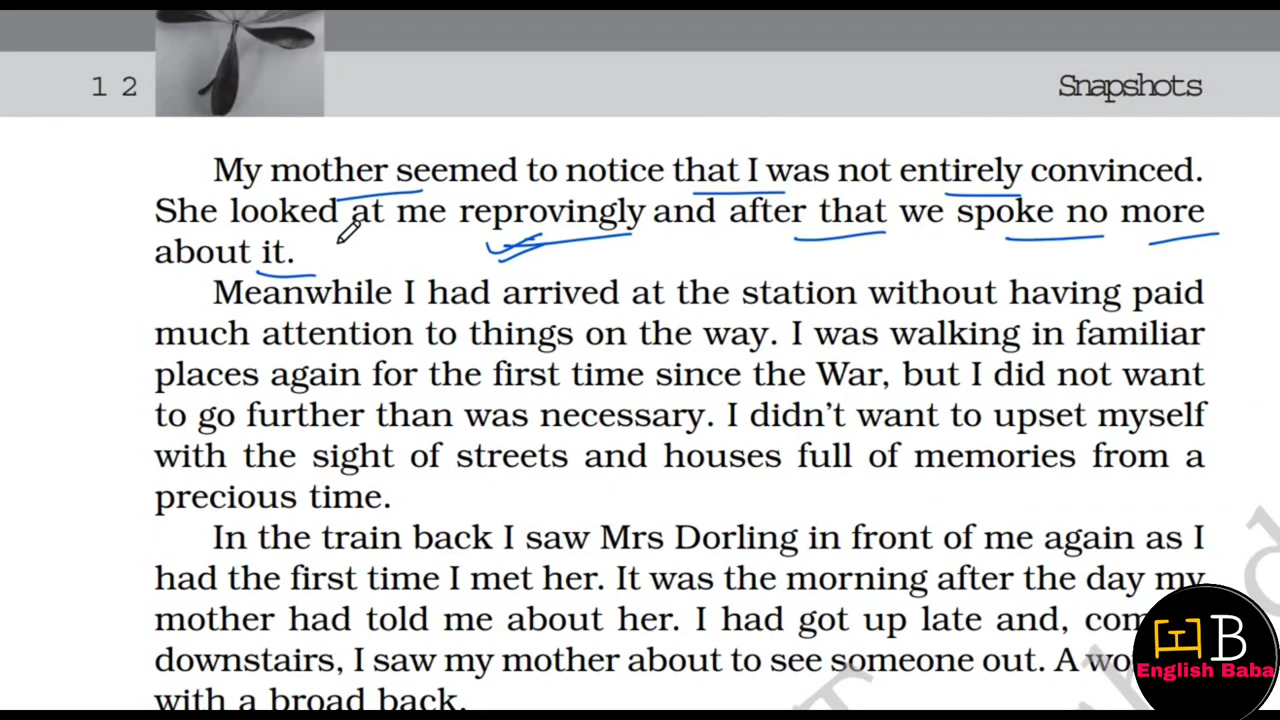 12
Snapshots
My mother seemed to notice that I was not entirely convinced.
She looked at me reprovingly and after that we spoke no more
about it.
Meanwhile I had arrived at the station without having paid
much attention to things on the way. I was walking in familiar
places again for the first time since the War, but I did not want
to go further than was necessary. I didn't want to upset myself
with the sight of streets and houses full of memories from a
precious time.
In the train back I saw Mrs Dorling in front of me again as I
had the first time I met her. It was the morning after the day my
mother had told me about her. I had got up late and,
downstairs, I saw my mother about to see someone out. A
with a broad back.
B
English Baba